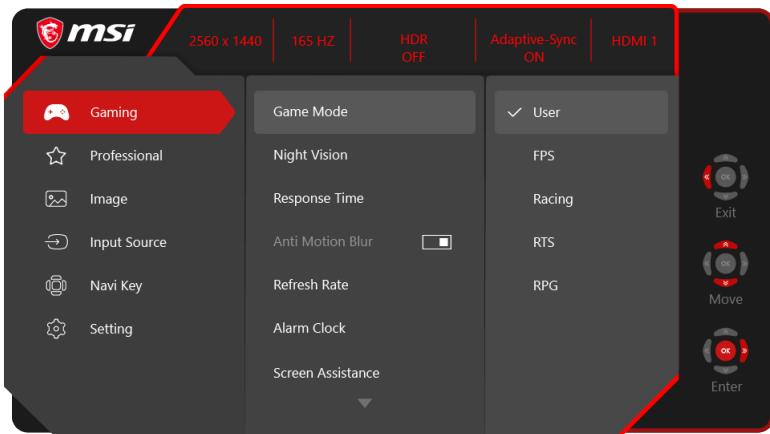 msi
2560 x 1440
165 HZ
HDR
OFF
Adaptive-Sync
ON
HDMI 1
Gaming
Professional
Image
Input Source
Navi Key
Setting
Game Mode
Night Vision
Response Time
Anti Motion Blur
Refresh Rate
Alarm Clock
Screen Assistance
User
FPS
Racing
RTS
RPG
OK
Exit
OK
Move
OK
Enter